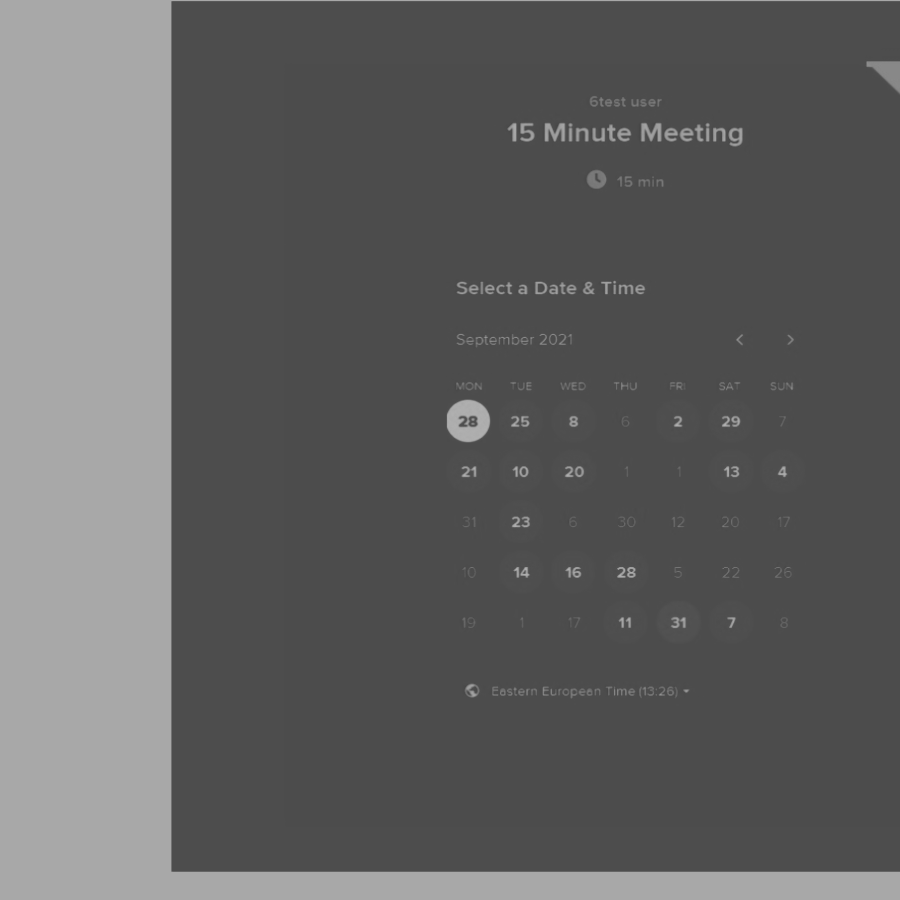 6test user
15 Minute Meeting
15 min
Select a Date & Time
September 2021
MON TUE WED THU FRI SAT SUN
28 25 8 6 2 29 7
21 10 20 1 1 13 4
31 23 6 30 12 20 17
10 14 16 28 5 22 26
19 1 17 11 31 7 8
Eastern European Time (13:26)